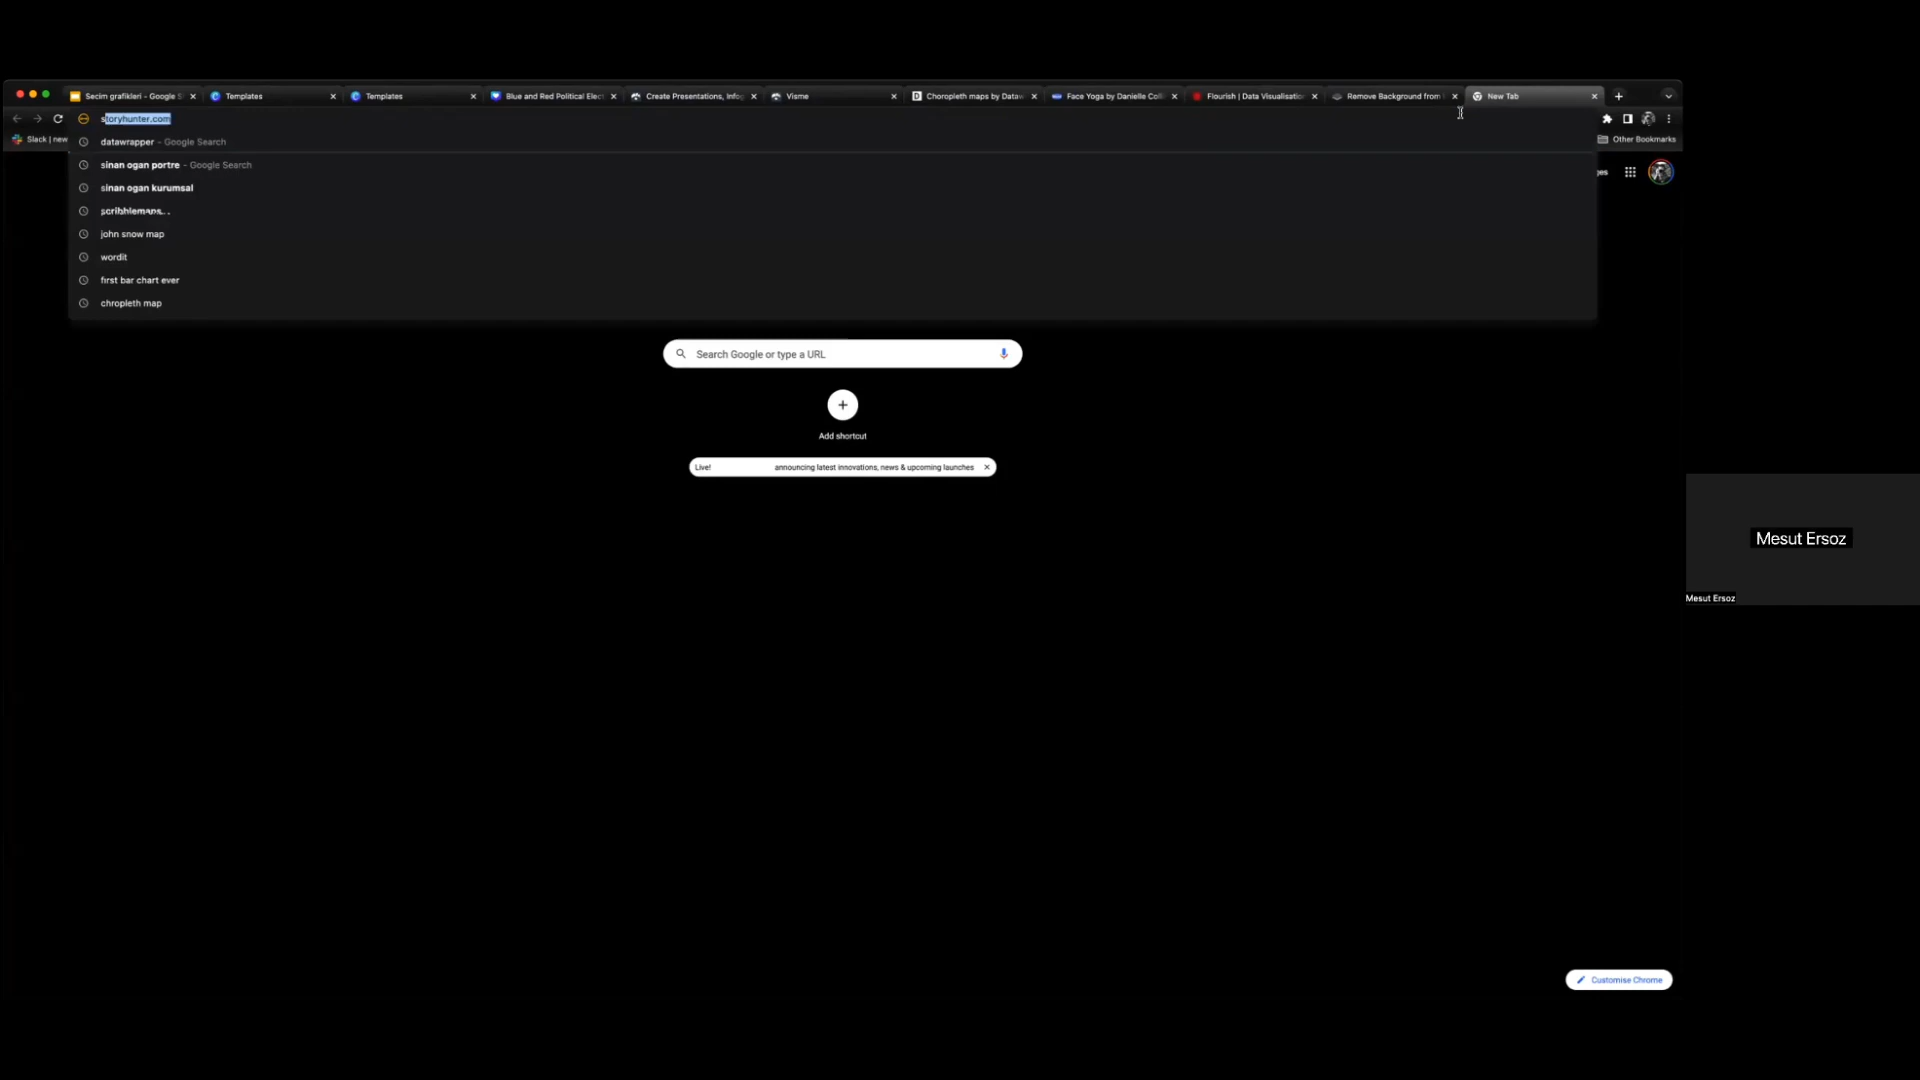 Secim grafikleri - Google S
Templates
Templates
Blue and Red Political Elect
Create Presentations, Infog
Visme
Choropleth maps by Dataw
Face Yoga by Danielle Coll
Flourish | Data Visualisatio
Remove Background from
New Tab
storyhunter.com
Slack | new
Other Bookmarks
datawrapper - Google Search
sinan ogan portre - Google Search
ges
sinan ogan kurumsal
scribblemaps...
john snow map
wordit
first bar chart ever
chropleth map
Search Google or type a URL
Add shortcut
Live! announcing latest innovations, news & upcoming launches
Mesut Ersoz
Mesut Ersoz
Customise Chrome